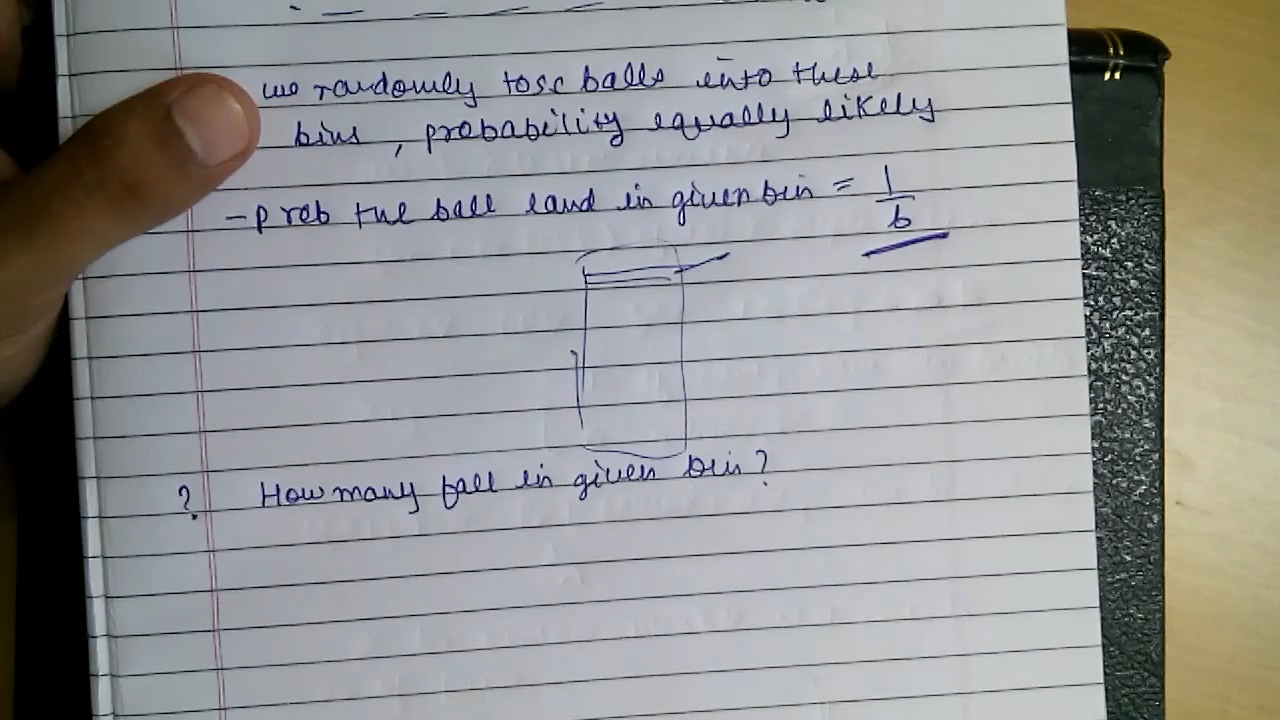 we randomly toss balls into these
bins, probability equally likely
- prob the ball land in given bin = 1/b
? How many fall in given bin?